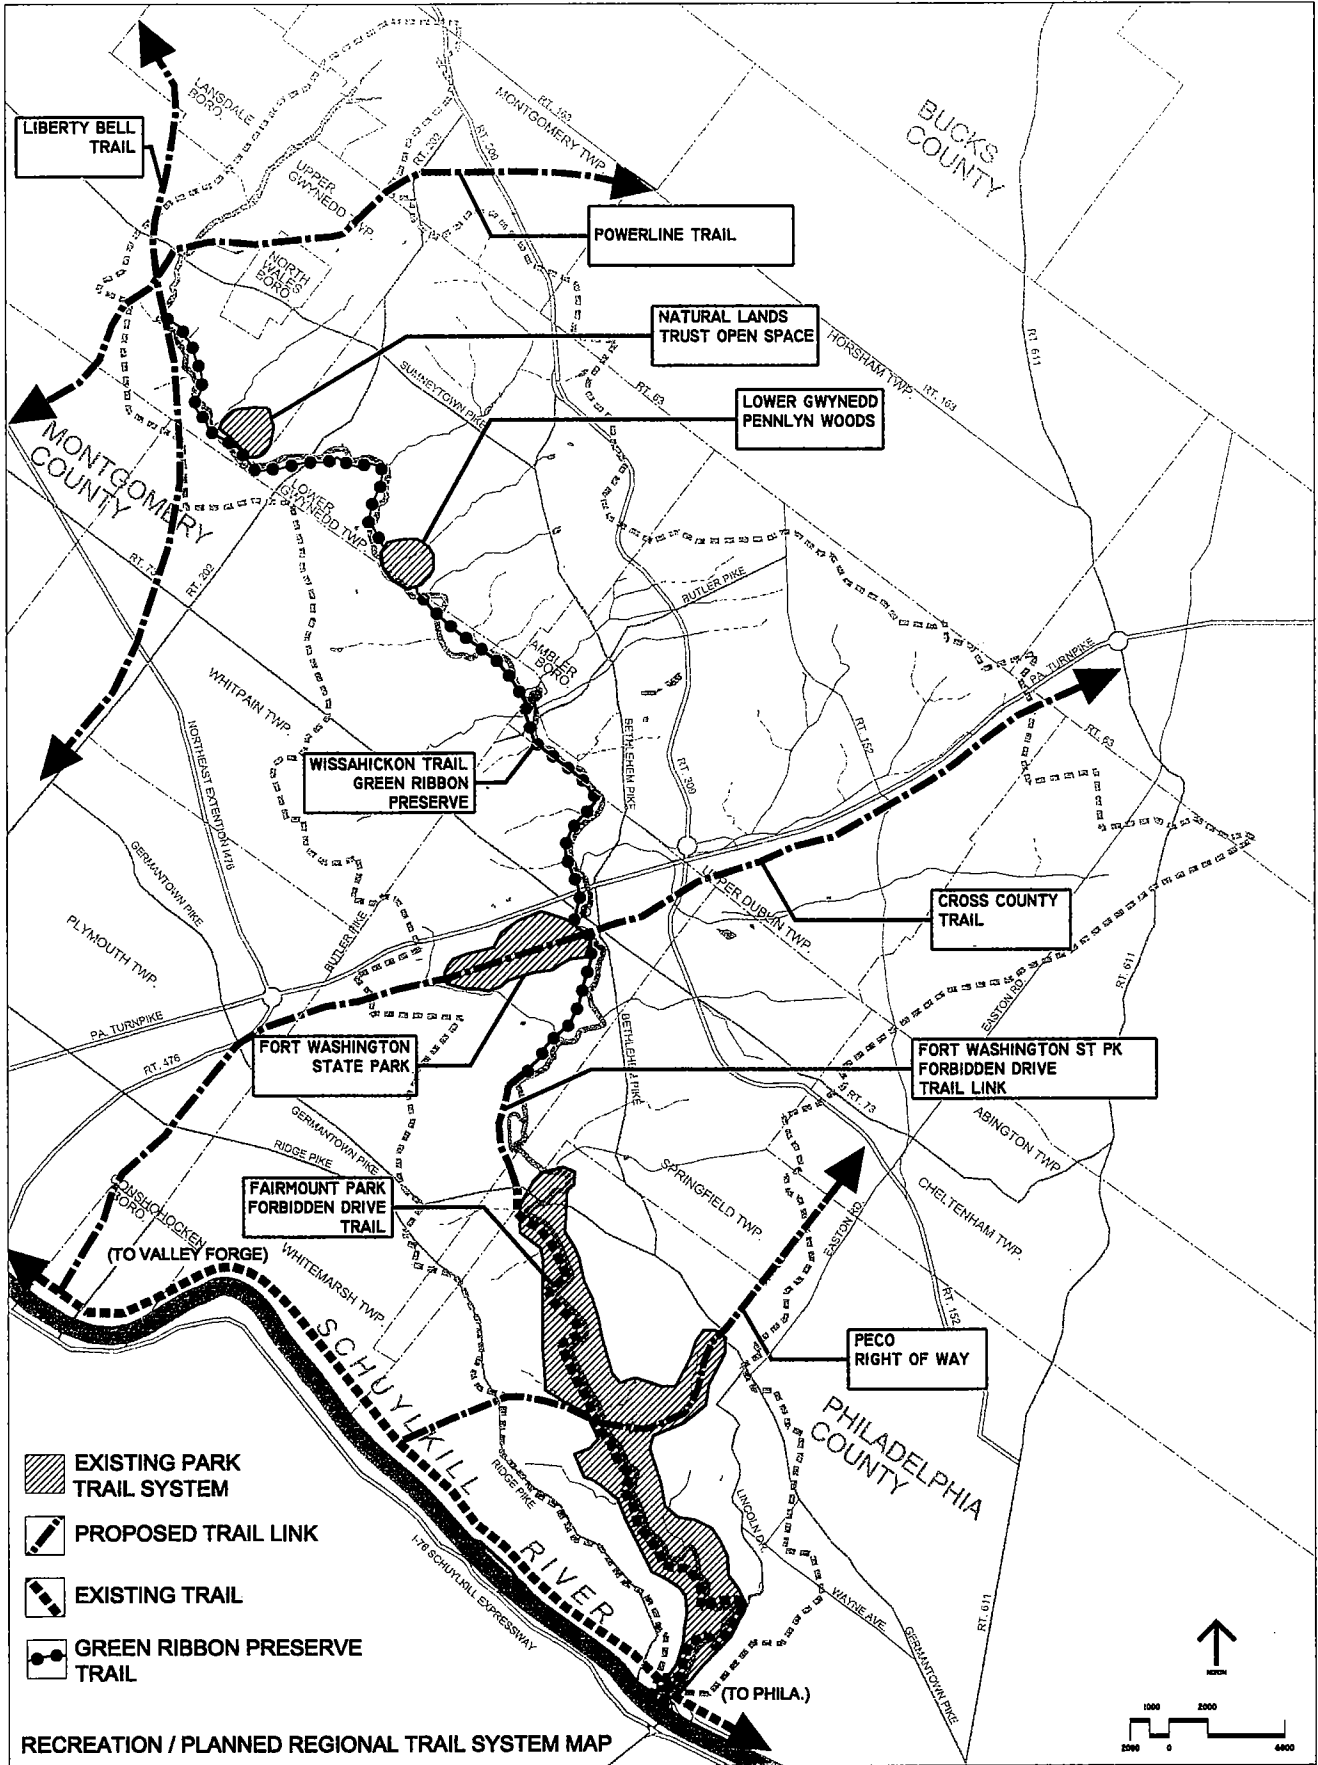 LANSDALE
BORO.
RT. 163
MONTGOMERY TWP.
RT. 309
RT. 202
BUCKS
COUNTY
LIBERTY BELL
TRAIL
UPPER
GWYNEDD TWP.
POWERLINE TRAIL
NORTH
WALES
BORO
NATURAL LANDS
TRUST OPEN SPACE
RT. 611
HORSHAM TWP.
RT. 163
SUMNEYTOWN PIKE
RT. 63
LOWER GWYNEDD
PENNLYN WOODS
MONTGOMERY
COUNTY
LOWER
GWYNEDD TWP.
RT. 73
RT. 202
BUTLER PIKE
AMBLER
BORO
PA. TURNPIKE
WHITPAIN TWP.
RT. 63
RT. 152
NORTHEAST EXTENTION I476
WISSAHICKON TRAIL
GREEN RIBBON
PRESERVE
BETHLEHEM PIKE
RT. 309
GERMANTOWN PIKE
UPPER DUBLIN TWP.
CROSS COUNTY
TRAIL
PLYMOUTH TWP.
BUTLER PIKE
RT. 611
EASTON RD.
PA. TURNPIKE
RT. 476
FORT WASHINGTON
STATE PARK
BETHLEHEM PIKE
FORT WASHINGTON ST PK
FORBIDDEN DRIVE
TRAIL LINK
RT. 73
ABINGTON TWP.
GERMANTOWN PIKE
RIDGE PIKE
CONSHOHOCKEN
BORO.
FAIRMOUNT PARK
FORBIDDEN DRIVE
TRAIL
SPRINGFIELD TWP.
CHELTENHAM TWP.
EASTON RD.
(TO VALLEY FORGE)
WHITEMARSH TWP.
RT. 152
PECO
RIGHT OF WAY
SCHUYLKILL RIVER
PHILADELPHIA
COUNTY
RIDGE PIKE
LINCOLN DR.
I-76 SCHUYLKILL EXPRESSWAY
WAYNE AVE.
GERMANTOWN PIKE
RT. 611
(TO PHILA.)
EXISTING PARK
TRAIL SYSTEM
PROPOSED TRAIL LINK
EXISTING TRAIL
GREEN RIBBON PRESERVE
TRAIL
RECREATION / PLANNED REGIONAL TRAIL SYSTEM MAP
NORTH
1000 2000
2000 0 6000